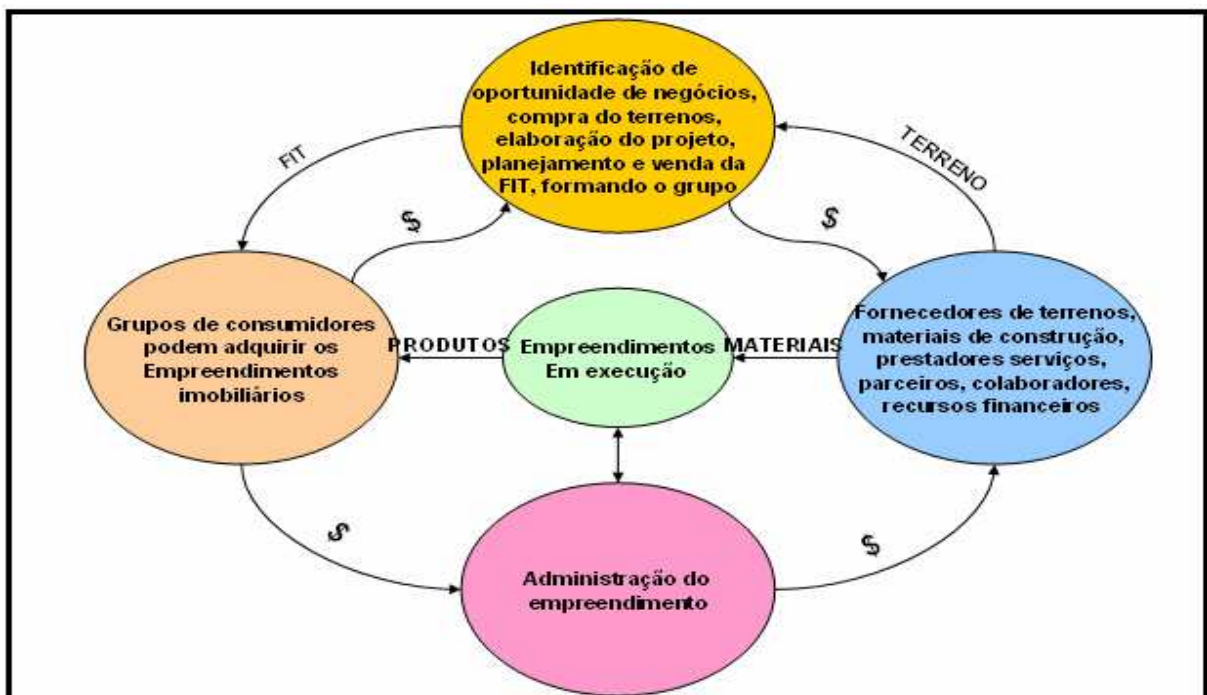 Identificação de
oportunidade de negócios,
compra do terrenos,
elaboração do projeto,
planejamento e venda da
FIT, formando o grupo
FIT
TERRENO
$
$
Grupos de consumidores
podem adquirir os
Empreendimentos
imobiliários
PRODUTOS
Empreendimentos
Em execução
MATERIAIS
Fornecedores de terrenos,
materiais de construção,
prestadores serviços,
parceiros, colaboradores,
recursos financeiros
$
$
Administração do
empreendimento